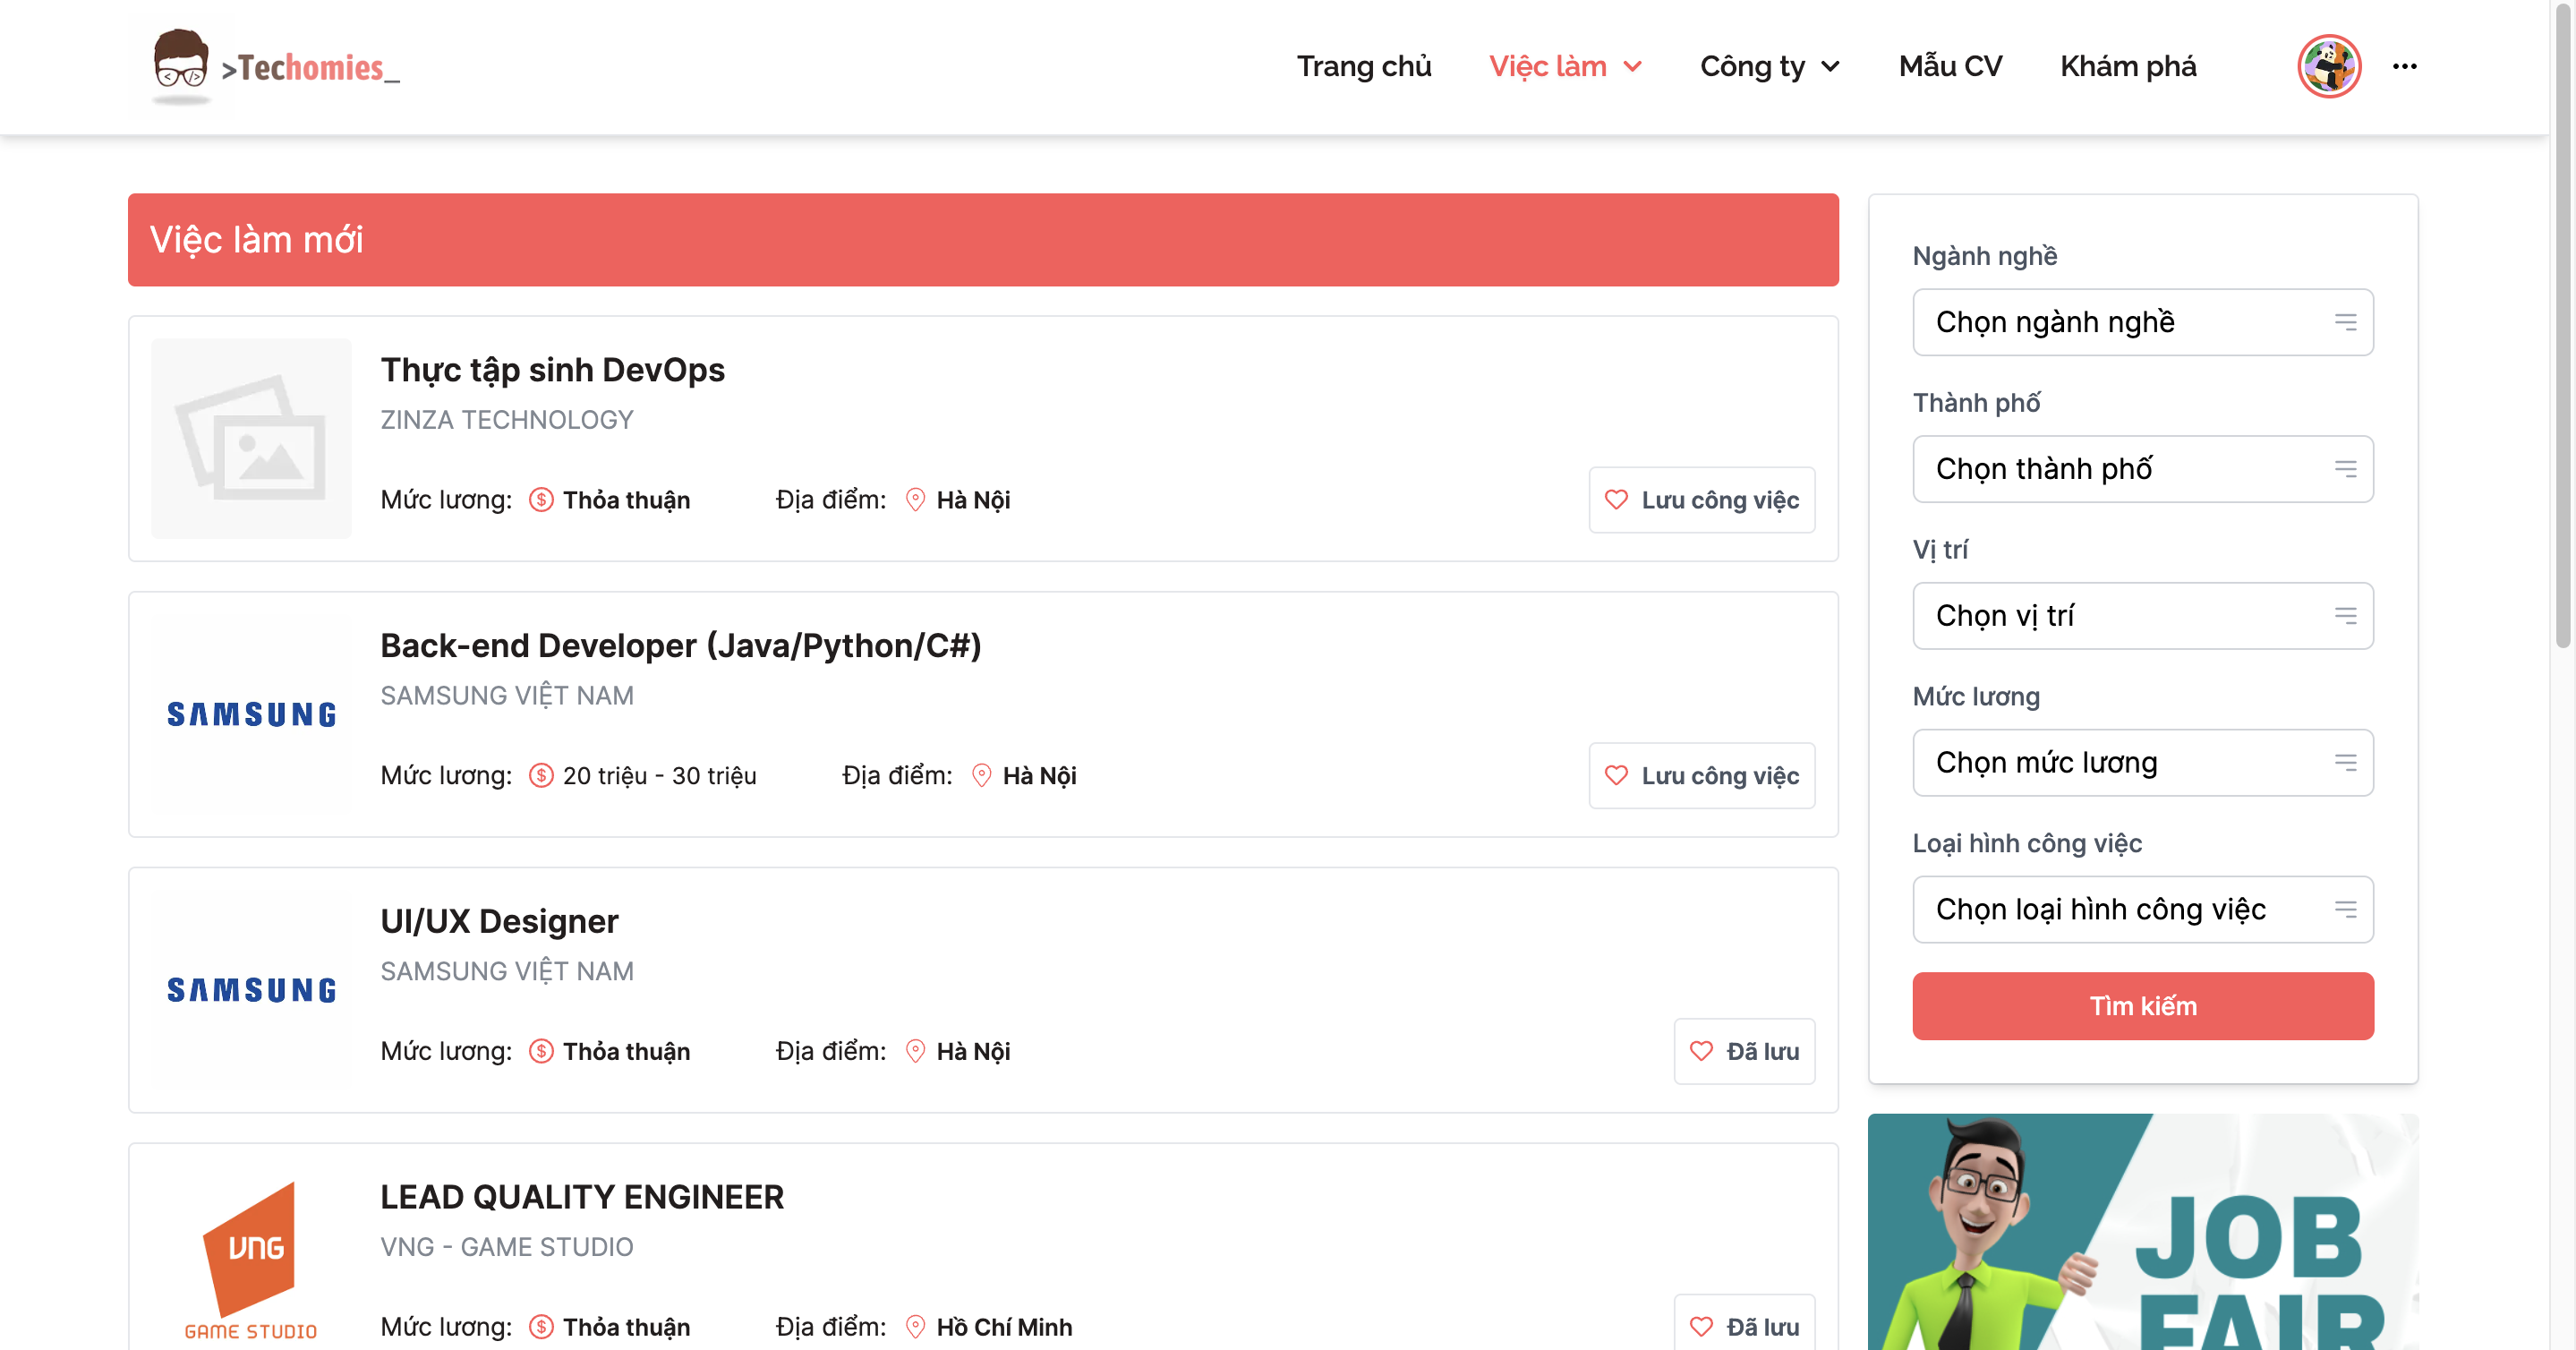 >Techomies_
Trang chủ
Việc làm
Công ty
Mẫu CV
Khám phá
Việc làm mới
Thực tập sinh DevOps
ZINZA TECHNOLOGY
Mức lương: Thỏa thuận Địa điểm: Hà Nội
Lưu công việc
SAMSUNG
Back-end Developer (Java/Python/C#)
SAMSUNG VIỆT NAM
Mức lương: 20 triệu - 30 triệu Địa điểm: Hà Nội
Lưu công việc
SAMSUNG
UI/UX Designer
SAMSUNG VIỆT NAM
Mức lương: Thỏa thuận Địa điểm: Hà Nội
Đã lưu
VNG
GAME STUDIO
LEAD QUALITY ENGINEER
VNG - GAME STUDIO
Mức lương: Thỏa thuận Địa điểm: Hồ Chí Minh
Đã lưu
Ngành nghề
Chọn ngành nghề
Thành phố
Chọn thành phố
Vị trí
Chọn vị trí
Mức lương
Chọn mức lương
Loại hình công việc
Chọn loại hình công việc
Tìm kiếm
JOB
FAIR